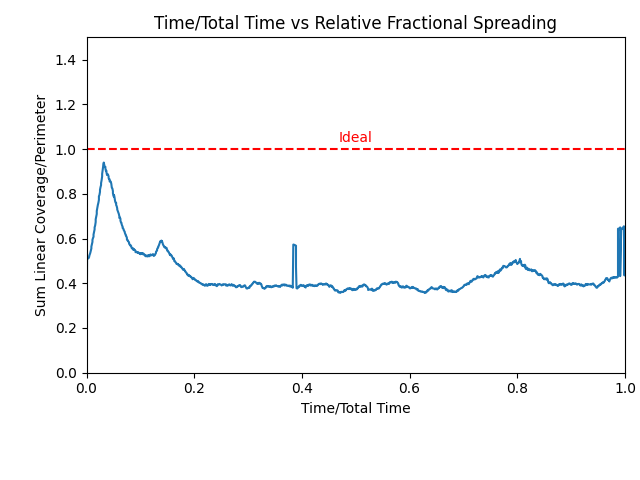 Time/Total Time vs Relative Fractional Spreading
1.4
1.2
1.0
0.8
0.6
0.4
0.2
0.0
Sum Linear Coverage/Perimeter
Ideal
0.0 0.2 0.4 0.6 0.8 1.0
Time/Total Time